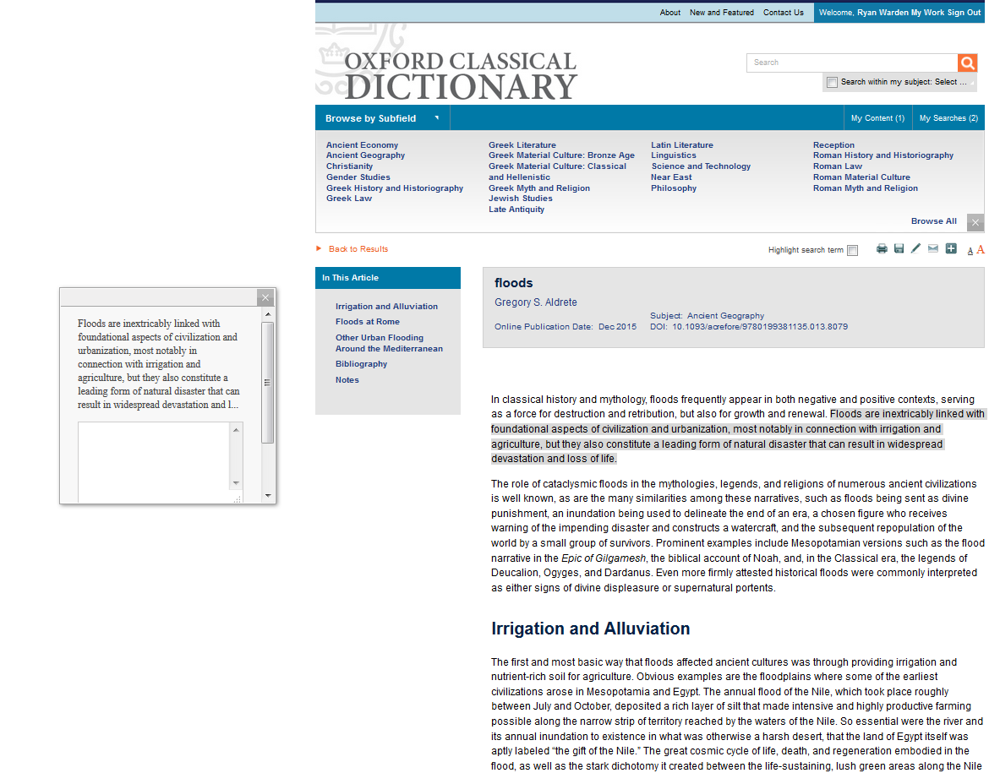 About New and Featured Contact Us Welcome, Ryan Warden My Work Sign Out
OXFORD CLASSICAL
DICTIONARY
Search
Search within my subject: Select ...
Browse by Subfield
My Content (1) My Searches (2)
Ancient Economy
Ancient Geography
Christianity
Gender Studies
Greek History and Historiography
Greek Law
Greek Literature
Greek Material Culture: Bronze Age
Greek Material Culture: Classical
and Hellenistic
Greek Myth and Religion
Jewish Studies
Late Antiquity
Latin Literature
Linguistics
Science and Technology
Near East
Philosophy
Reception
Roman History and Historiography
Roman Law
Roman Material Culture
Roman Myth and Religion
Browse All
Back to Results
Highlight search term
A A
In This Article
Irrigation and Alluviation
Floods at Rome
Other Urban Flooding
Around the Mediterranean
Bibliography
Notes
Floods are inextricably linked with
foundational aspects of civilization and
urbanization, most notably in
connection with irrigation and
agriculture, but they also constitute a
leading form of natural disaster that can
result in widespread devastation and l...
floods
Gregory S. Aldrete
Subject: Ancient Geography
Online Publication Date: Dec 2015 DOI: 10.1093/acrefore/9780199381135.013.8079
In classical history and mythology, floods frequently appear in both negative and positive contexts, serving
as a force for destruction and retribution, but also for growth and renewal. Floods are inextricably linked with
foundational aspects of civilization and urbanization, most notably in connection with irrigation and
agriculture, but they also constitute a leading form of natural disaster that can result in widespread
devastation and loss of life.
The role of cataclysmic floods in the mythologies, legends, and religions of numerous ancient civilizations
is well known, as are the many similarities among these narratives, such as floods being sent as divine
punishment, an inundation being used to delineate the end of an era, a chosen figure who receives
warning of the impending disaster and constructs a watercraft, and the subsequent repopulation of the
world by a small group of survivors. Prominent examples include Mesopotamian versions such as the flood
narrative in the Epic of Gilgamesh, the biblical account of Noah, and, in the Classical era, the legends of
Deucalion, Ogyges, and Dardanus. Even more firmly attested historical floods were commonly interpreted
as either signs of divine displeasure or supernatural portents.
Irrigation and Alluviation
The first and most basic way that floods affected ancient cultures was through providing irrigation and
nutrient-rich soil for agriculture. Obvious examples are the floodplains where some of the earliest
civilizations arose in Mesopotamia and Egypt. The annual flood of the Nile, which took place roughly
between July and October, deposited a rich layer of silt that made intensive and highly productive farming
possible along the narrow strip of territory reached by the waters of the Nile. So essential were the river and
its annual inundation to existence in what was otherwise a harsh desert, that the land of Egypt itself was
aptly labeled “the gift of the Nile.” The great cosmic cycle of life, death, and regeneration embodied in the
flood, as well as the stark dichotomy it created between the life-sustaining, lush green areas along the Nile